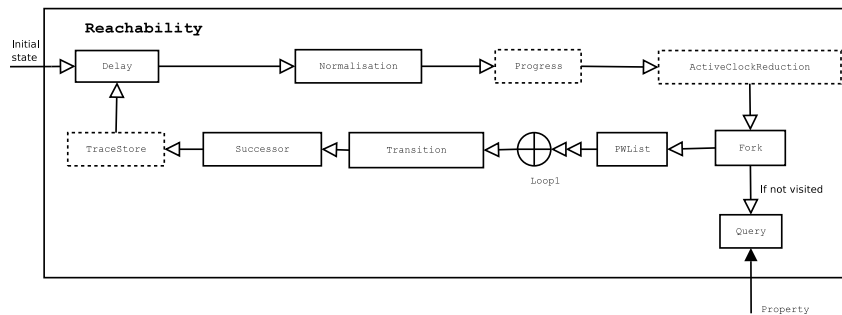 Reachability
Initial
state
Delay
Normalisation
Progress
ActiveClockReduction
TraceStore
Successor
Transition
PWList
Fork
Loop1
If not visited
Query
Property